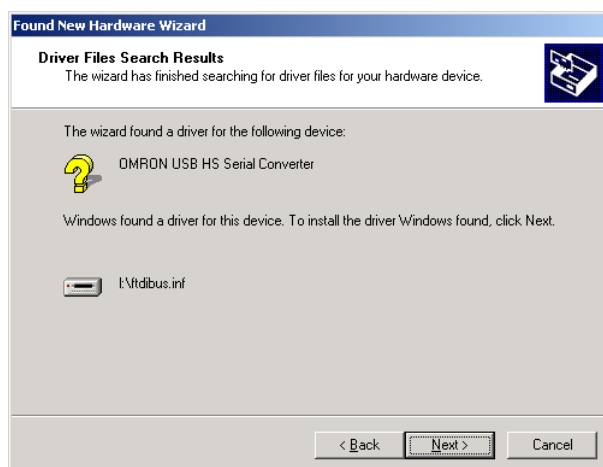 Found New Hardware Wizard
Driver Files Search Results
The wizard has finished searching for driver files for your hardware device.
The wizard found a driver for the following device:
OMRON USB HS Serial Converter
Windows found a driver for this device. To install the driver Windows found, click Next.
I:\ftdibus.inf
< Back
Next >
Cancel